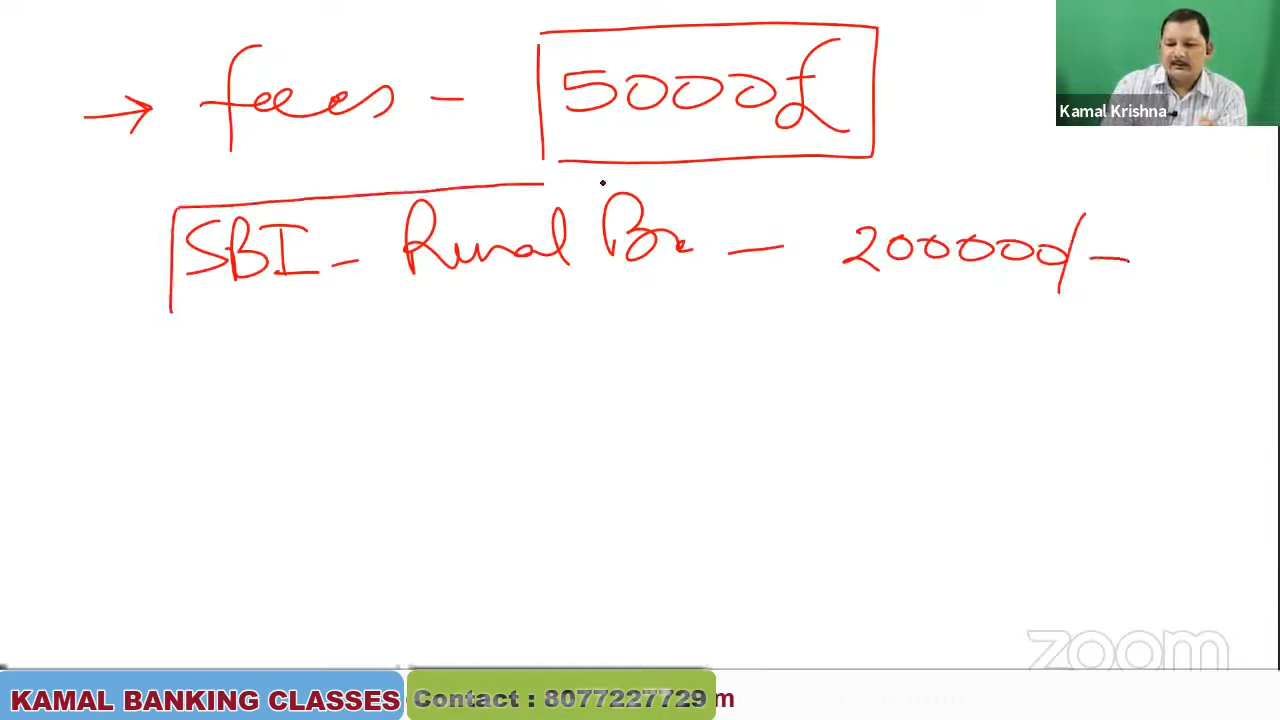 → fees - 5000£
Kamal Krishna
SBI - Rural Br - 200000/-
zoom
KAMAL BANKING CLASSES Contact : 8077227729 m